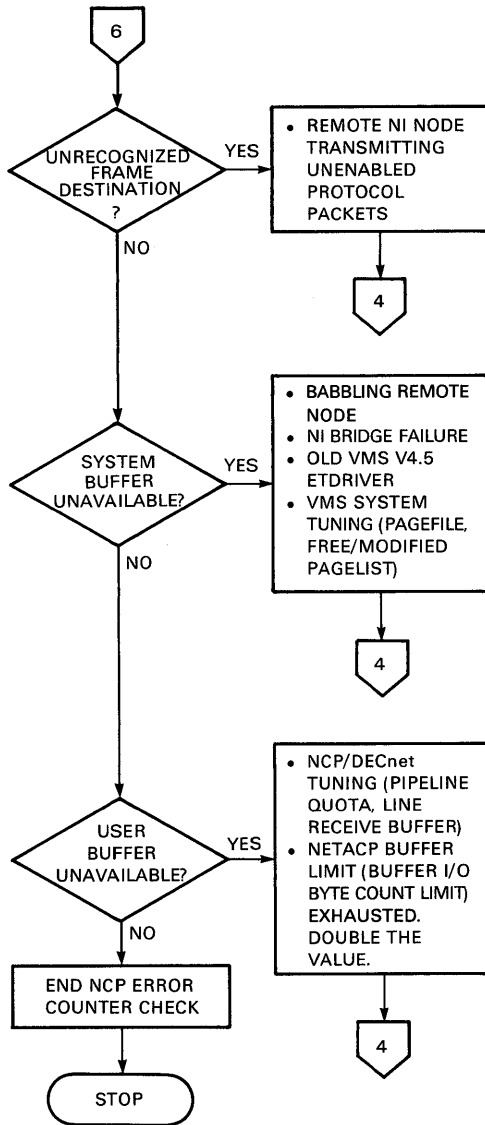 6
UNRECOGNIZED
FRAME
DESTINATION
?
YES
NO
• REMOTE NI NODE
TRANSMITTING
UNENABLED
PROTOCOL
PACKETS
4
SYSTEM
BUFFER
UNAVAILABLE?
YES
NO
• BABBLING REMOTE
NODE
• NI BRIDGE FAILURE
• OLD VMS V4.5
ETDRIVER
• VMS SYSTEM
TUNING (PAGEFILE,
FREE/MODIFIED
PAGELIST)
4
USER
BUFFER
UNAVAILABLE?
YES
NO
• NCP/DECnet
TUNING (PIPELINE
QUOTA, LINE
RECEIVE BUFFER)
• NETACP BUFFER
LIMIT (BUFFER I/O
BYTE COUNT LIMIT)
EXHAUSTED.
DOUBLE THE
VALUE.
4
END NCP ERROR
COUNTER CHECK
STOP